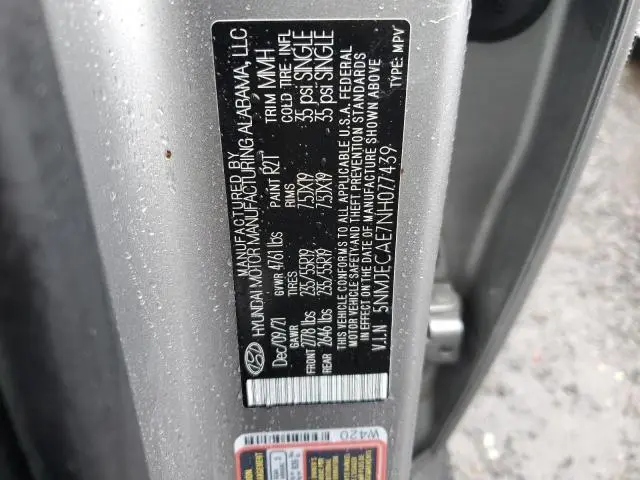 MANUFACTURED BY
HYUNDAI MOTOR MANUFACTURING ALABAMA, LLC
Dec/09/21 GVWR 4761 lbs PAINT R2T TRIM MMH
GAWR TIRES RIMS COLD TIRE INFL
FRONT 2778 lbs 235/55R19 7.5JX19 35 psi SINGLE
REAR 2646 lbs 235/55R19 7.5JX19 35 psi SINGLE
THIS VEHICLE CONFORMS TO ALL APPLICABLE U.S.A. FEDERAL
MOTOR VEHICLE SAFETY AND THEFT PREVENTION STANDARDS
IN EFFECT ON THE DATE OF MANUFACTURE SHOWN ABOVE
V.I.N 5NMJECAE7NH077439 TYPE: MPV
W420